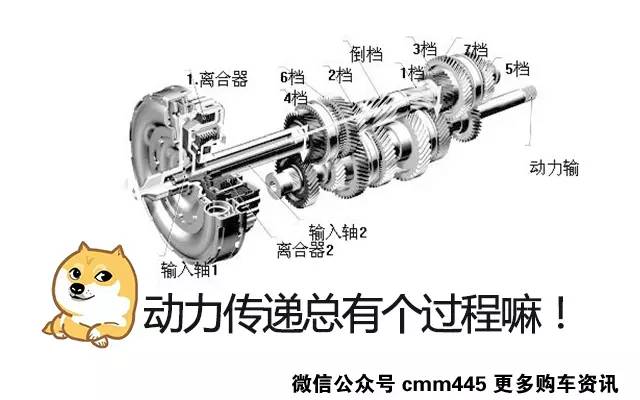 倒档
3档
7档
6档
2档
1档
5档
1.离合器
4档
动力输
输入轴2
离合器2
输入轴1
动力传递总有个过程嘛！
微信公众号 cmm445 更多购车资讯